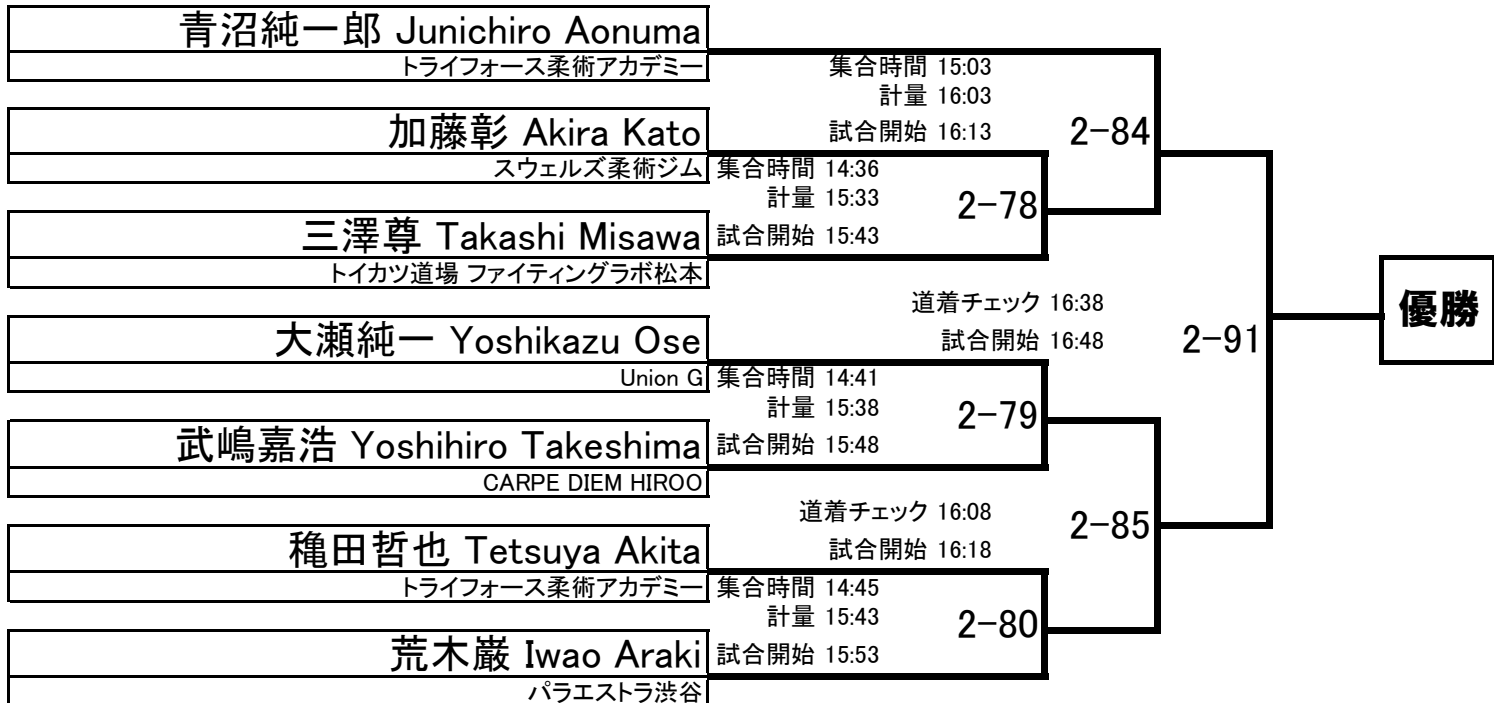 青沼純一郎 Junichiro Aonuma
トライフォース柔術アカデミー
集合時間 15:03
計量 16:03
試合開始 16:13
2-84
加藤彰 Akira Kato
スウェルズ柔術ジム
集合時間 14:36
計量 15:33
試合開始 15:43
2-78
三澤尊 Takashi Misawa
トイカツ道場 ファイティングラボ松本
道着チェック 16:38
試合開始 16:48
2-91
優勝
大瀬純一 Yoshikazu Ose
Union G
集合時間 14:41
計量 15:38
試合開始 15:48
2-79
武嶋嘉浩 Yoshihiro Takeshima
CARPE DIEM HIROO
道着チェック 16:08
試合開始 16:18
2-85
穐田哲也 Tetsuya Akita
トライフォース柔術アカデミー
集合時間 14:45
計量 15:43
試合開始 15:53
2-80
荒木巌 Iwao Araki
パラエストラ渋谷